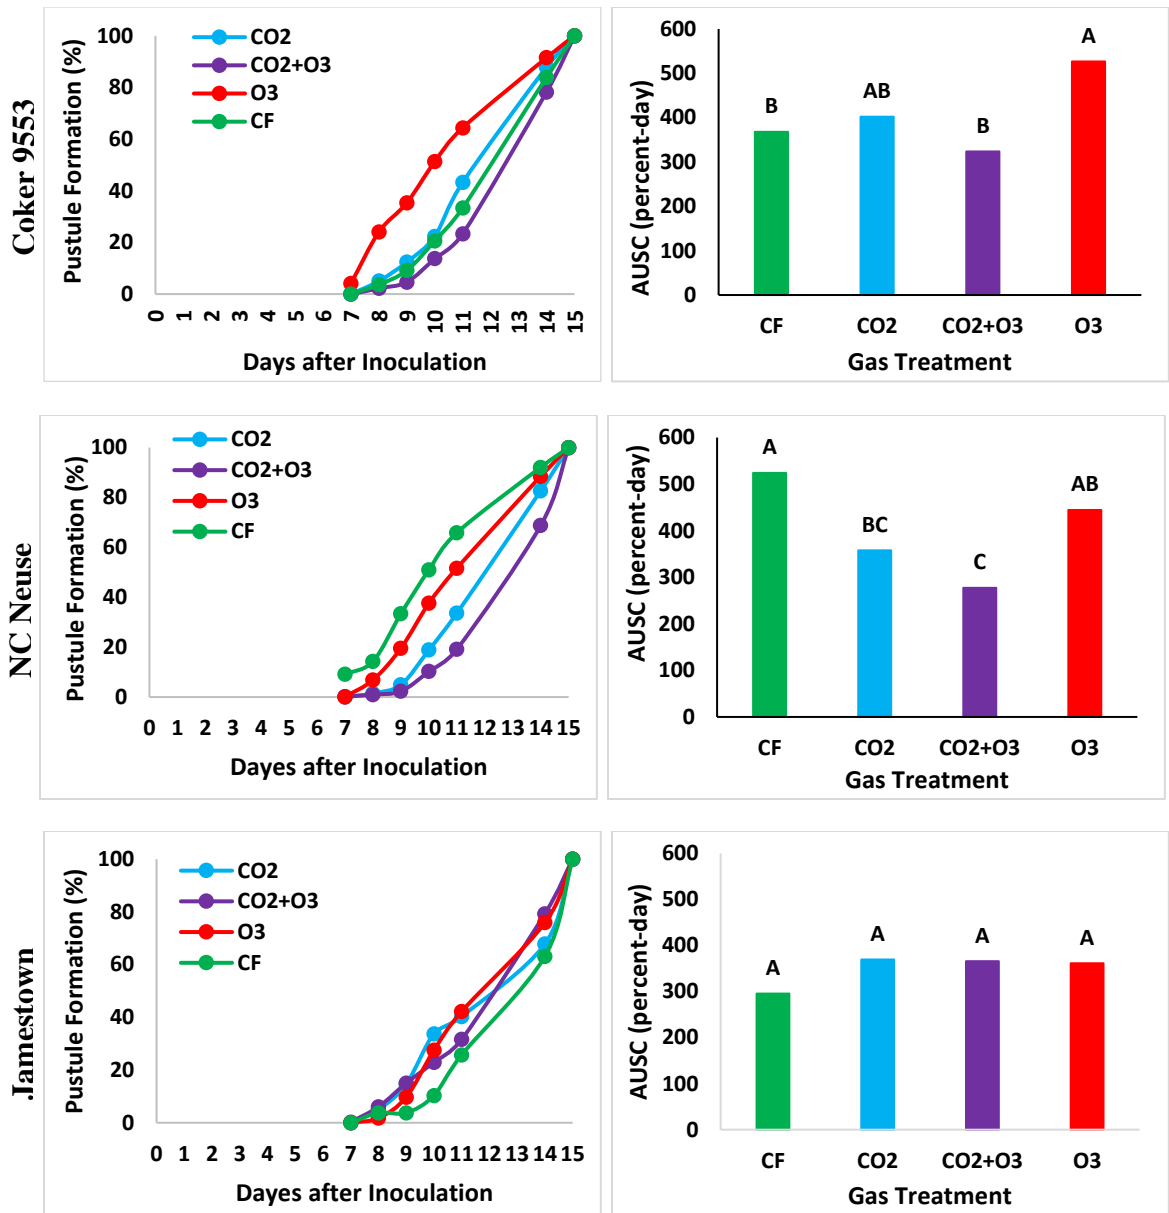 Coker 9553
Pustule Formation (%)
100
80
60
40
20
0
CO2
CO2+O3
O3
CF
0 1 2 3 4 5 6 7 8 9 10 11 12 13 14 15
Days after Inoculation
AUSC (percent-day)
600
500
400
300
200
100
0
B
AB
B
A
CF CO2 CO2+O3 O3
Gas Treatment
NC Neuse
Pustule Formation (%)
100
80
60
40
20
0
CO2
CO2+O3
O3
CF
0 1 2 3 4 5 6 7 8 9 10 11 12 13 14 15
Dayes after Inoculation
AUSC (percent-day)
600
500
400
300
200
100
0
A
BC
C
AB
CF CO2 CO2+O3 O3
Gas Treatment
Jamestown
Pustule Formation (%)
100
80
60
40
20
0
CO2
CO2+O3
O3
CF
0 1 2 3 4 5 6 7 8 9 10 11 12 13 14 15
Dayes after Inoculation
AUSC (percent-day)
600
500
400
300
200
100
0
A
A
A
A
CF CO2 CO2+O3 O3
Gas Treatment